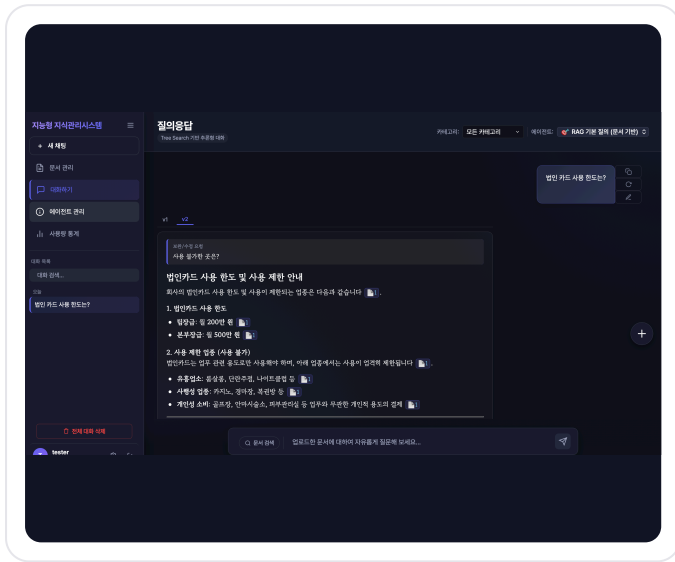 지능형 지식관리시스템
+ 새 채팅
문서 관리
대화하기
에이전트 관리
사용량 통계
대화 목록
대화 검색...
오늘
법인 카드 사용 한도는?
전체 대화 삭제
tester
질의응답
Tree Search 기반 추론형 대화
카테고리: 모든 카테고리
에이전트: RAG 기본 질의 (문서 기반)
법인 카드 사용 한도는?
v1 v2
보완/수정 요청
사용 불가한 곳은?
법인카드 사용 한도 및 사용 제한 안내
회사의 법인카드 사용 한도 및 사용이 제한되는 업종은 다음과 같습니다 1.
1. 법인카드 사용 한도
• 팀장급: 월 200만 원 1
• 본부장급: 월 500만 원 1
2. 사용 제한 업종 (사용 불가)
법인카드는 업무 관련 용도로만 사용해야 하며, 아래 업종에서는 사용이 엄격히 제한됩니다 1.
• 유흥업소: 룸살롱, 단란주점, 나이트클럽 등 1
• 사행성 업종: 카지노, 경마장, 복권방 등 1
• 개인성 소비: 골프장, 안마시술소, 피부관리실 등 업무와 무관한 개인적 용도의 결제 1
문서 검색
업로드한 문서에 대하여 자유롭게 질문해 보세요...